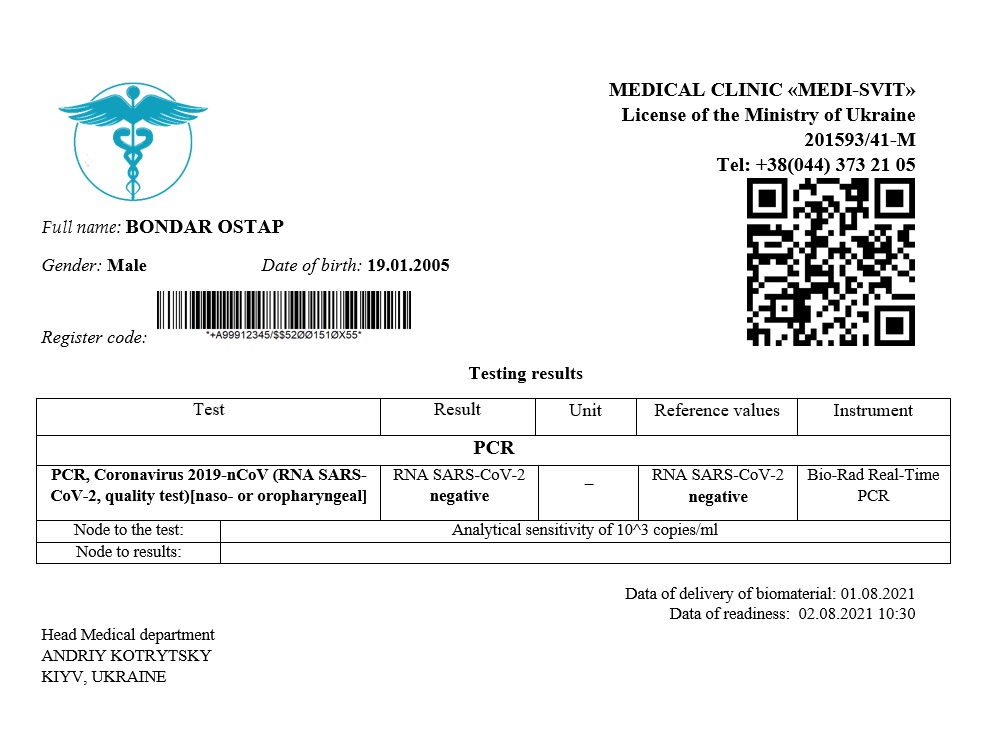 MEDICAL CLINIC «MEDI-SVIT»
License of the Ministry of Ukraine
201593/41-M
Tel: +38(044) 373 21 05
Full name: BONDAR OSTAP
Gender: Male Date of birth: 19.01.2005
Register code: *+A99912345/$$52ØØ151ØX55*
Testing results
Test Result Unit Reference values Instrument
PCR
PCR, Coronavirus 2019-nCoV (RNA SARS- RNA SARS-CoV-2 – RNA SARS-CoV-2 Bio-Rad Real-Time
CoV-2, quality test)[naso- or oropharyngeal] negative negative PCR
Node to the test: Analytical sensitivity of 10^3 copies/ml
Node to results:
Data of delivery of biomaterial: 01.08.2021
Data of readiness: 02.08.2021 10:30
Head Medical department
ANDRIY KOTRYTSKY
KIYV, UKRAINE